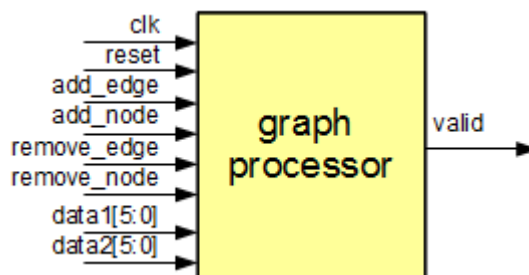 clk
reset
add_edge
add_node
remove_edge
remove_node
data1[5:0]
data2[5:0]
graph
processor
valid